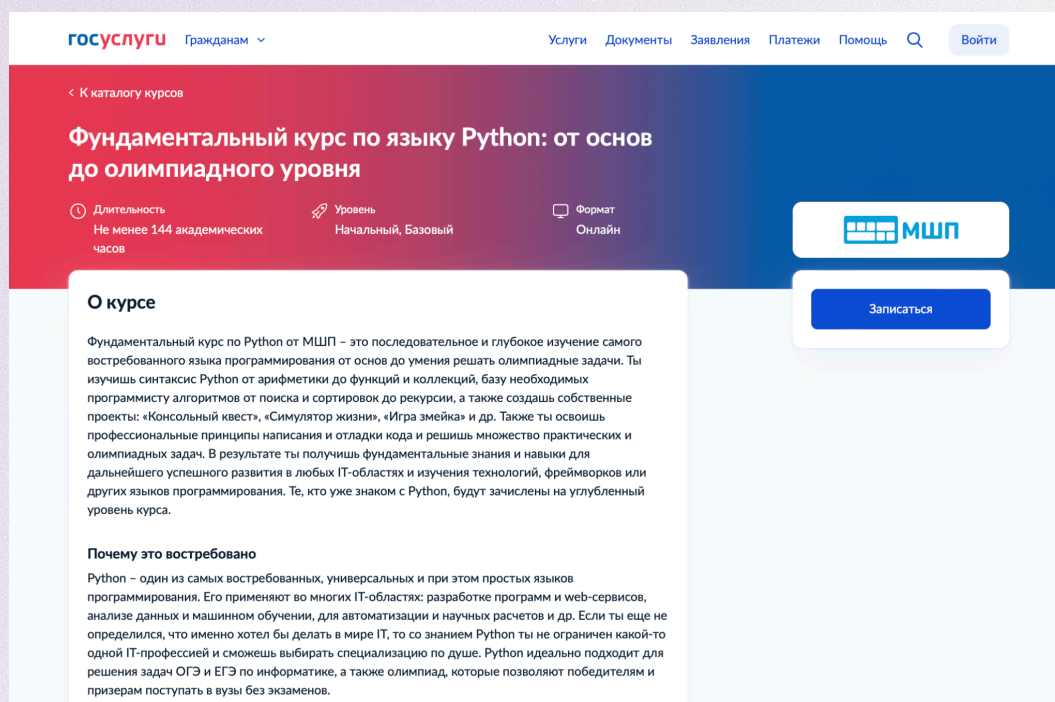 госуслуги Гражданам Услуги Документы Заявления Платежи Помощь Войти
К каталогу курсов
Фундаментальный курс по языку Python: от основ
до олимпиадного уровня
Длительность Уровень Формат
Не менее 144 академических Начальный, Базовый Онлайн
часов
МШП
Записаться
О курсе
Фундаментальный курс по Python от МШП – это последовательное и глубокое изучение самого
востребованного языка программирования от основ до умения решать олимпиадные задачи. Ты
изучишь синтаксис Python от арифметики до функций и коллекций, базу необходимых
программисту алгоритмов от поиска и сортировок до рекурсии, а также создашь собственные
проекты: «Консольный квест», «Симулятор жизни», «Игра змейка» и др. Также ты освоишь
профессиональные принципы написания и отладки кода и решишь множество практических и
олимпиадных задач. В результате ты получишь фундаментальные знания и навыки для
дальнейшего успешного развития в любых IT-областях и изучения технологий, фреймворков или
других языков программирования. Те, кто уже знаком с Python, будут зачислены на углубленный
уровень курса.
Почему это востребовано
Python – один из самых востребованных, универсальных и при этом простых языков
программирования. Его применяют во многих IT-областях: разработке программ и web-сервисов,
анализе данных и машинном обучении, для автоматизации и научных расчетов и др. Если ты еще не
определился, что именно хотел бы делать в мире IT, то со знанием Python ты не ограничен какой-то
одной IT-профессией и сможешь выбирать специализацию по душе. Python идеально подходит для
решения задач ОГЭ и ЕГЭ по информатике, а также олимпиад, которые позволяют победителям и
призерам поступать в вузы без экзаменов.